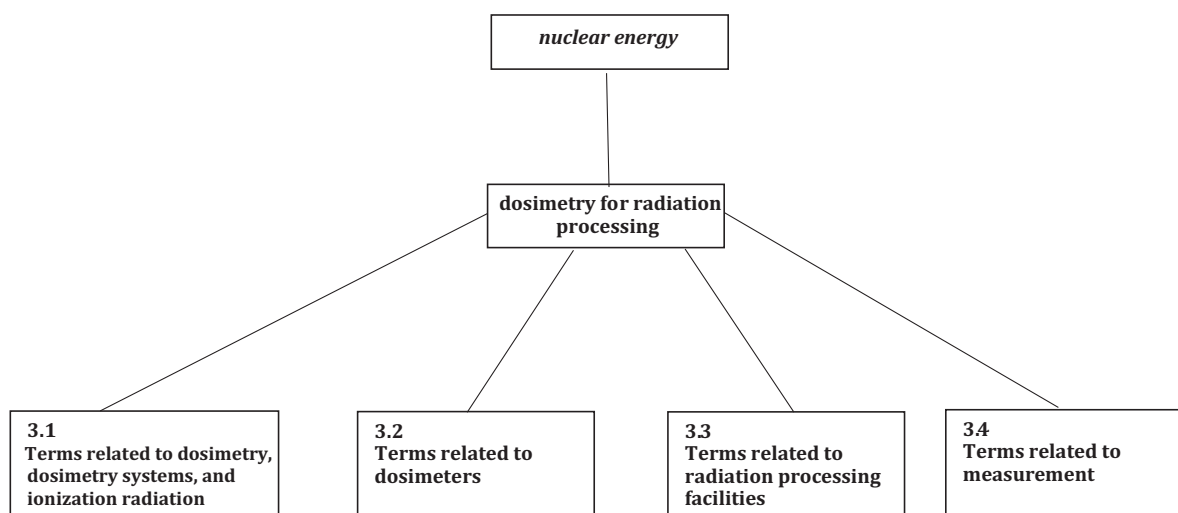 nuclear energy
dosimetry for radiation
processing
3.1
Terms related to dosimetry,
dosimetry systems, and
ionization radiation
3.2
Terms related to
dosimeters
3.3
Terms related to
radiation processing
facilities
3.4
Terms related to
measurement